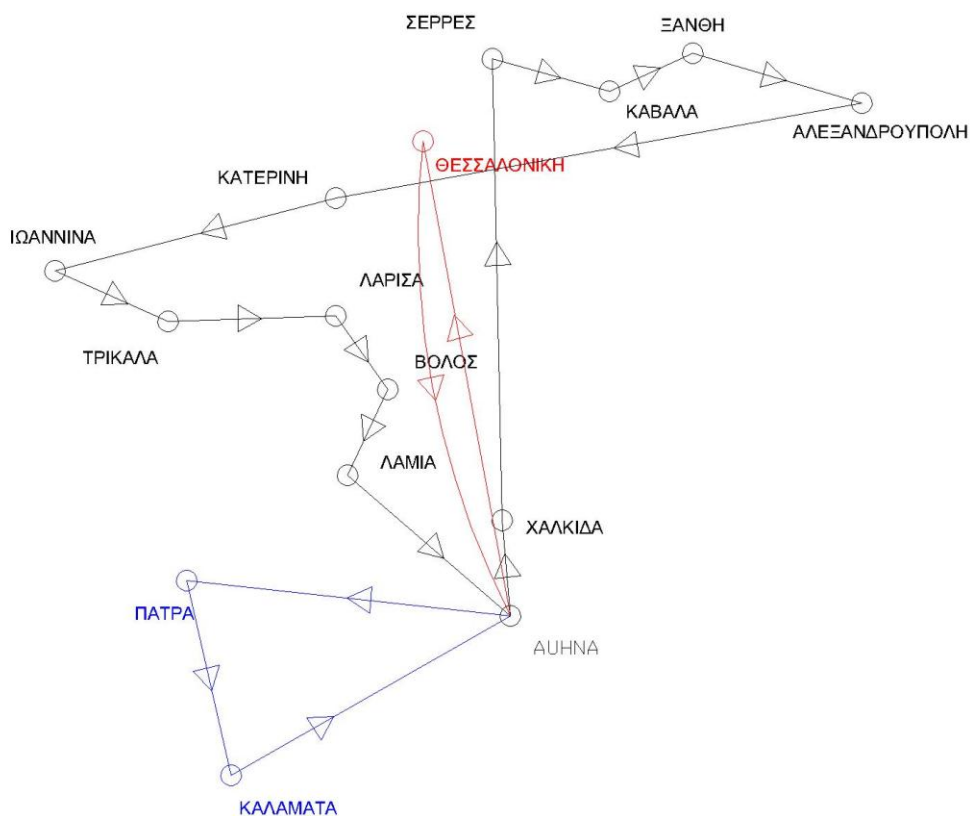 ΣΕΡΡΕΣ
ΞΑΝΘΗ
ΚΑΒΑΛΑ
ΑΛΕΞΑΝΔΡΟΥΠΟΛΗ
ΘΕΣΣΑΛΟΝΙΚΗ
ΚΑΤΕΡΙΝΗ
ΙΩΑΝΝΙΝΑ
ΛΑΡΙΣΑ
ΤΡΙΚΑΛΑ
ΒΟΛΟΣ
ΛΑΜΙΑ
ΧΑΛΚΙΔΑ
ΠΑΤΡΑ
AUHNA
ΚΑΛΑΜΑΤΑ